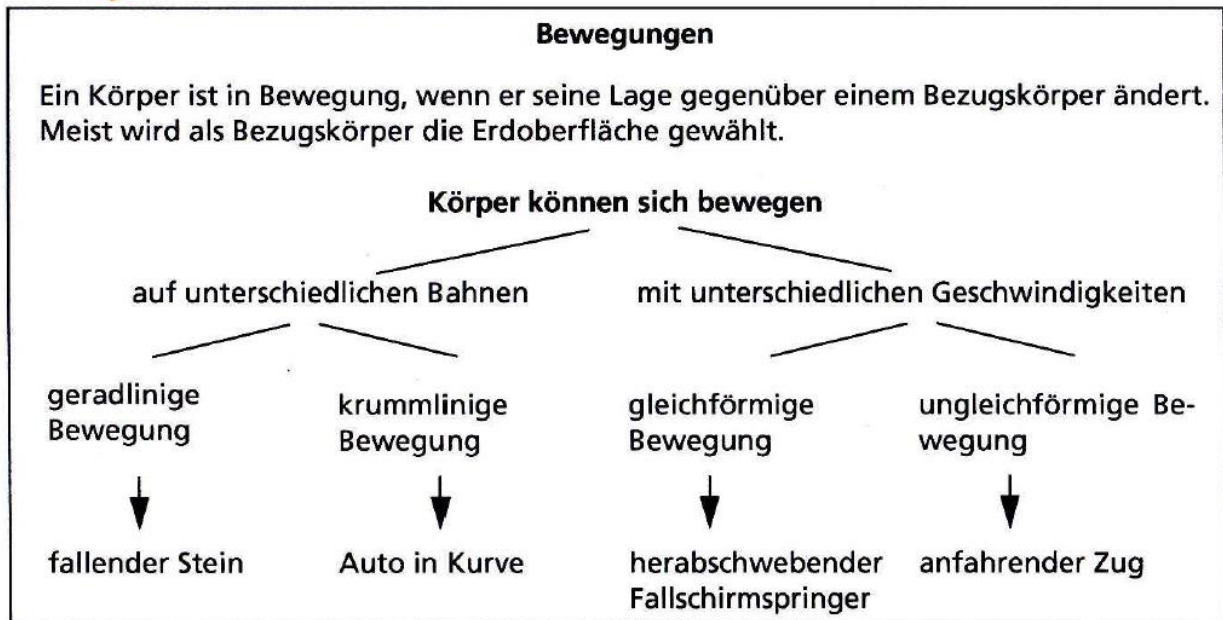 Bewegungen
Ein Körper ist in Bewegung, wenn er seine Lage gegenüber einem Bezugskörper ändert.
Meist wird als Bezugskörper die Erdoberfläche gewählt.
Körper können sich bewegen
auf unterschiedlichen Bahnen
mit unterschiedlichen Geschwindigkeiten
geradlinige
Bewegung
krummlinige
Bewegung
gleichförmige
Bewegung
ungleichförmige Be-
wegung
fallender Stein
Auto in Kurve
herabschwebender
Fallschirmspringer
anfahrender Zug